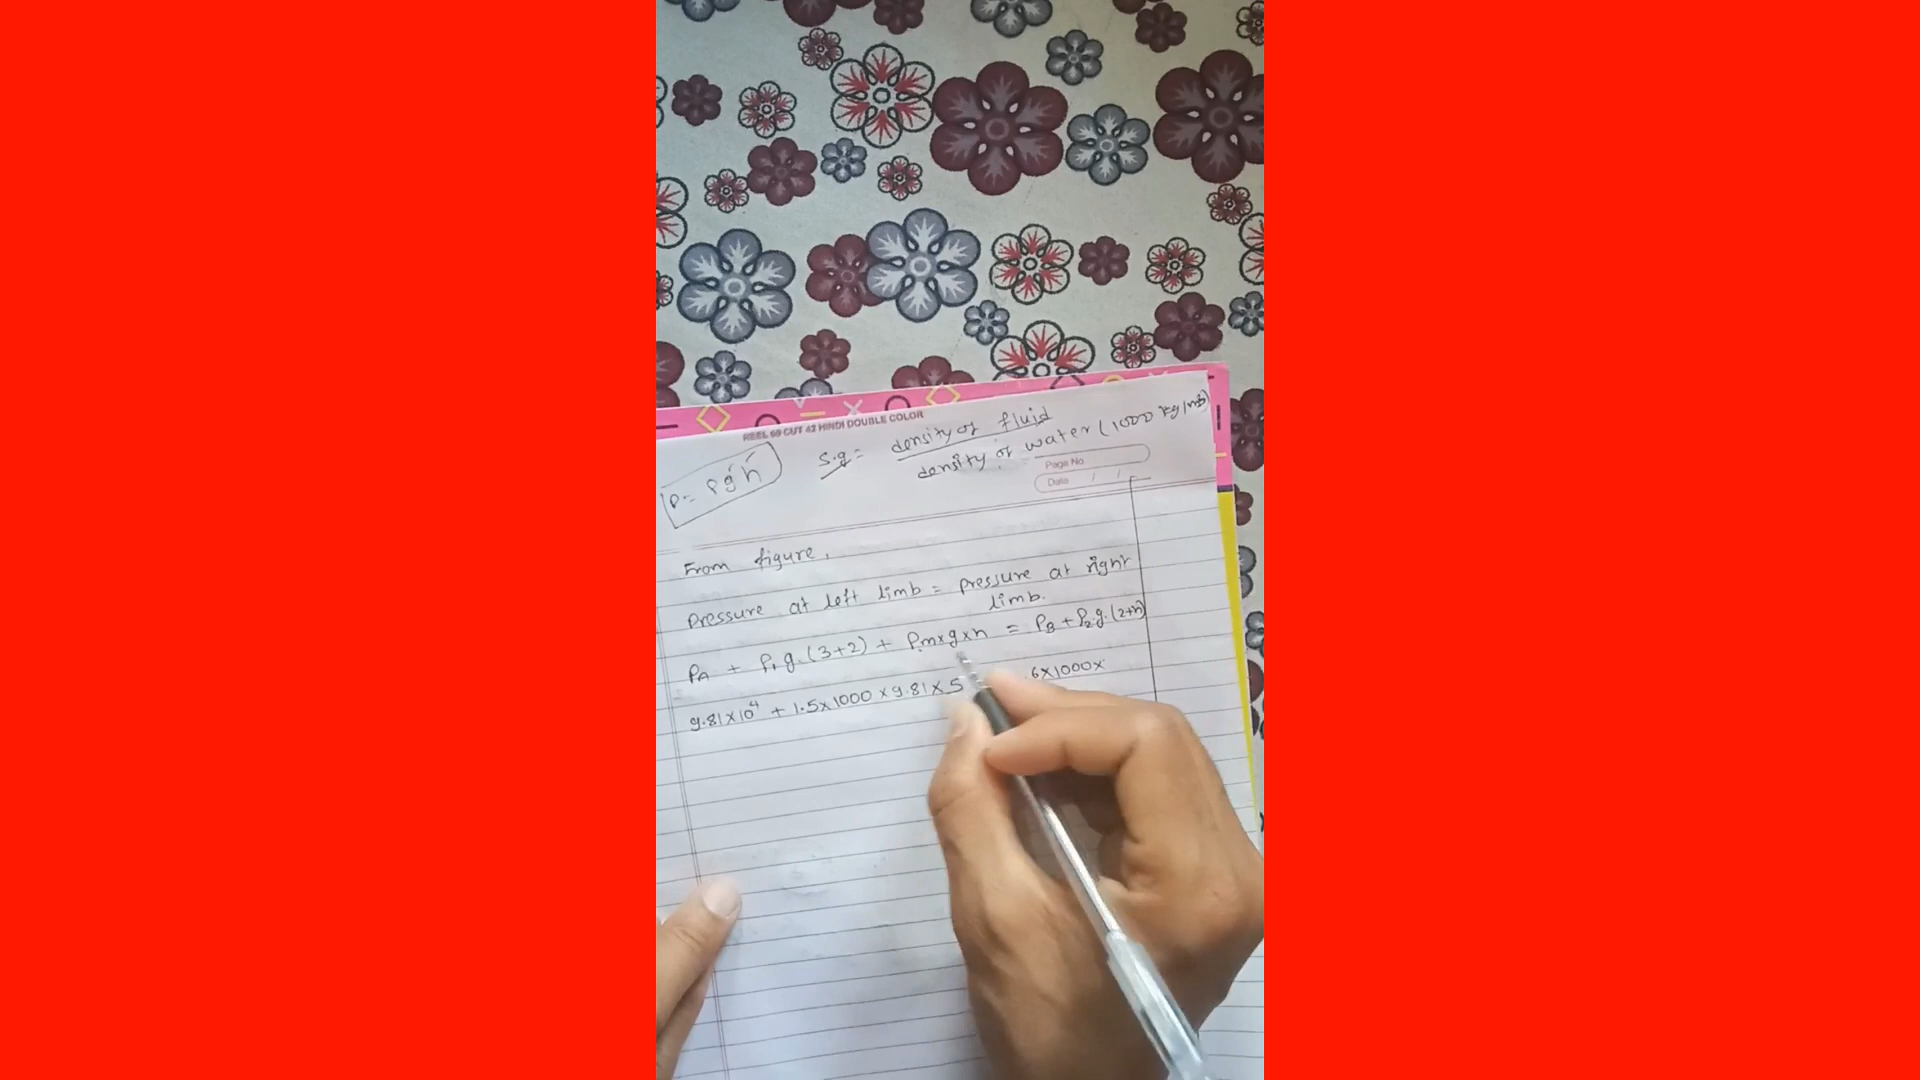 REEL 69 CUT 42 HINDI DOUBLE COLOR
P = ρgh
S.g = density of fluid
density of water (1000 kg/m3)
Page No
Date / /
From figure,
pressure at left limb = pressure at right
limb.
PA + ρ1 g.(3+2) + ρm×g×h = PB + ρ2.g.(2+h)
9.81×10⁴ + 1.5×1000×9.81×5 .6×1000×